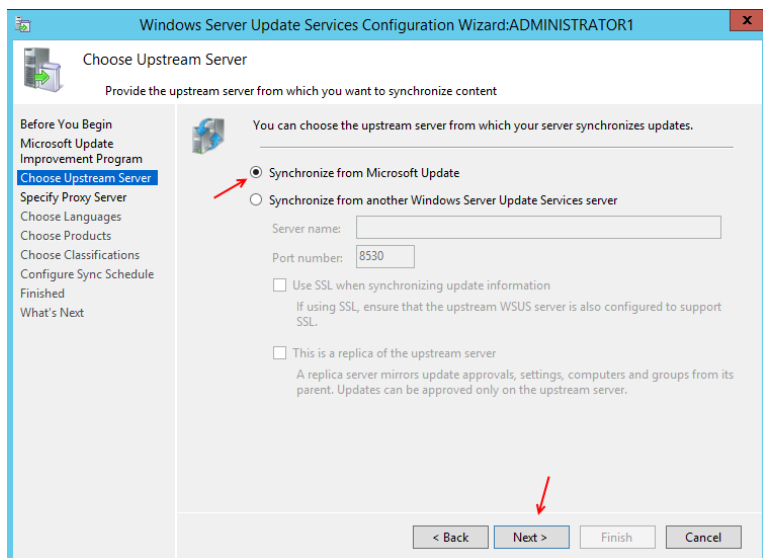 Windows Server Update Services Configuration Wizard:ADMINISTRATOR1
x
Choose Upstream Server
Provide the upstream server from which you want to synchronize content
Before You Begin
Microsoft Update
Improvement Program
Choose Upstream Server
Specify Proxy Server
Choose Languages
Choose Products
Choose Classifications
Configure Sync Schedule
Finished
What's Next
You can choose the upstream server from which your server synchronizes updates.
Synchronize from Microsoft Update
Synchronize from another Windows Server Update Services server
Server name:
Port number: 8530
Use SSL when synchronizing update information
If using SSL, ensure that the upstream WSUS server is also configured to support
SSL.
This is a replica of the upstream server
A replica server mirrors update approvals, settings, computers and groups from its
parent. Updates can be approved only on the upstream server.
< Back Next > Finish Cancel